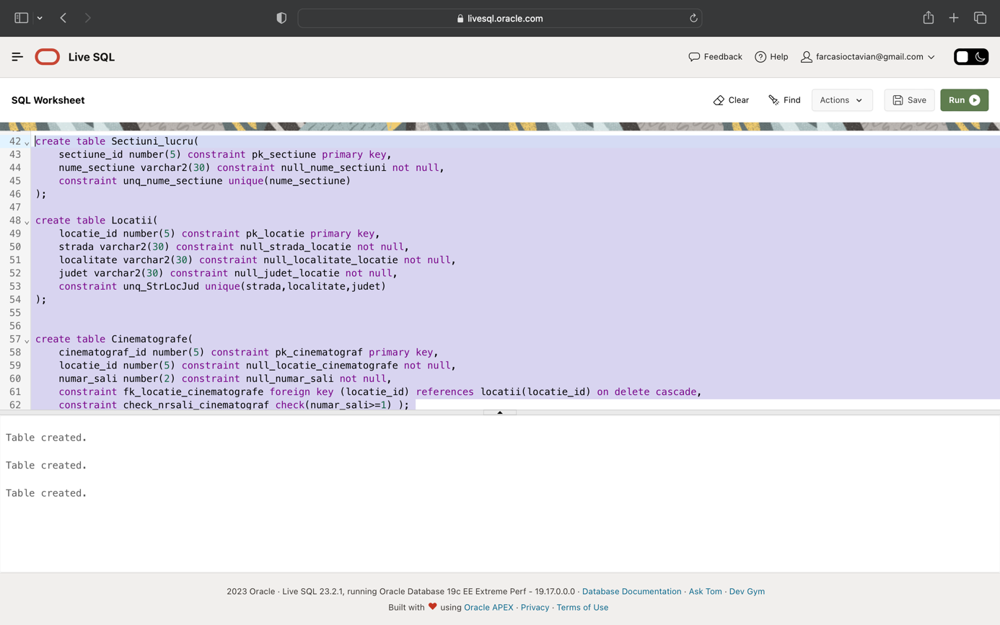 livesql.oracle.com
Live SQL
Feedback
Help
farcasioctavian@gmail.com
SQL Worksheet
Clear
Find
Actions
Save
Run
42 create table Sectiuni_lucru(
43     sectiune_id number(5) constraint pk_sectiune primary key,
44     nume_sectiune varchar2(30) constraint null_nume_sectiuni not null,
45     constraint unq_nume_sectiune unique(nume_sectiune)
46 );
47
48 create table Locatii(
49     locatie_id number(5) constraint pk_locatie primary key,
50     strada varchar2(30) constraint null_strada_locatie not null,
51     localitate varchar2(30) constraint null_localitate_locatie not null,
52     judet varchar2(30) constraint null_judet_locatie not null,
53     constraint unq_StrLocJud unique(strada,localitate,judet)
54 );
55
56
57 create table Cinematografe(
58     cinematograf_id number(5) constraint pk_cinematograf primary key,
59     locatie_id number(5) constraint null_locatie_cinematografe not null,
60     numar_sali number(2) constraint null_numar_sali not null,
61     constraint fk_locatie_cinematografe foreign key (locatie_id) references locatii(locatie_id) on delete cascade,
62     constraint check_nrsali_cinematograf check(numar_sali>=1) );
Table created.
Table created.
Table created.
2023 Oracle · Live SQL 23.2.1, running Oracle Database 19c EE Extreme Perf - 19.17.0.0.0 · Database Documentation · Ask Tom · Dev Gym
Built with ❤ using Oracle APEX · Privacy · Terms of Use